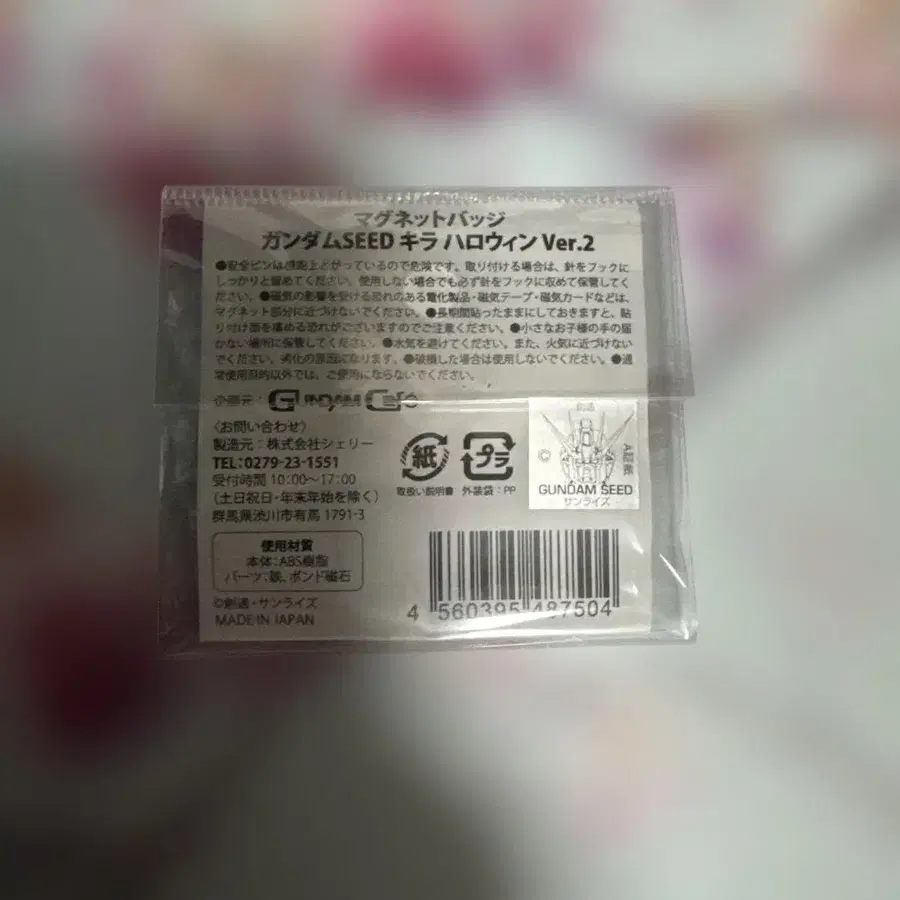 マグネットバッジ
ガンダムSEED キラ ハロウィン Ver.2
●安全ピンは機能上とがっているので危険です。取り付ける場合は、針をフックに
しっかりと留めてください。使用しない場合でも必ず針をフックに収めて保管してく
ださい。●磁気の影響を受ける恐れのある電化製品・磁気テープ・磁気カードなどは、
マグネット部分に近づけないでください。●長期間貼ったままにしておきますと、貼
り付け面を痛める恐れがございますのでご注意ください。●小さなお子様の手の届
かない場所に保管してください。●水気を避けてください。また、火気に近づけない
でください。劣化の原因になります。●破損した場合は使用しないでください。●通
常使用目的以外では、ご使用にならないでください。
企画元：GUNDAM Cafe
〈お問い合わせ〉
製造元：株式会社シェリー
TEL:0279-23-1551
受付時間 10:00〜17:00
(土日祝日・年末年始を除く)
群馬県渋川市有馬 1791-3
紙
取扱い説明書
プラ
外装袋：PP
創通
©
GUNDAM SEED
サンライズ
使用材質
本体：ABS樹脂
パーツ：鉄、ボンド磁石
©創通・サンライズ
MADE IN JAPAN
4 560395 487504